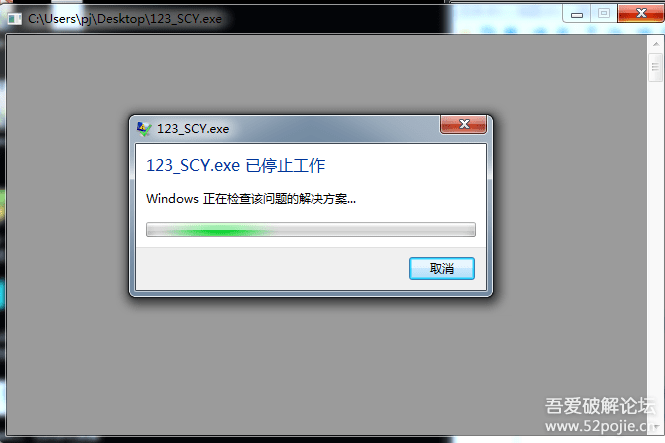 C:\Users\pj\Desktop\123_SCY.exe
123_SCY.exe
123_SCY.exe 已停止工作
Windows 正在检查该问题的解决方案...
取消
吾爱破解论坛
www.52pojie.cn